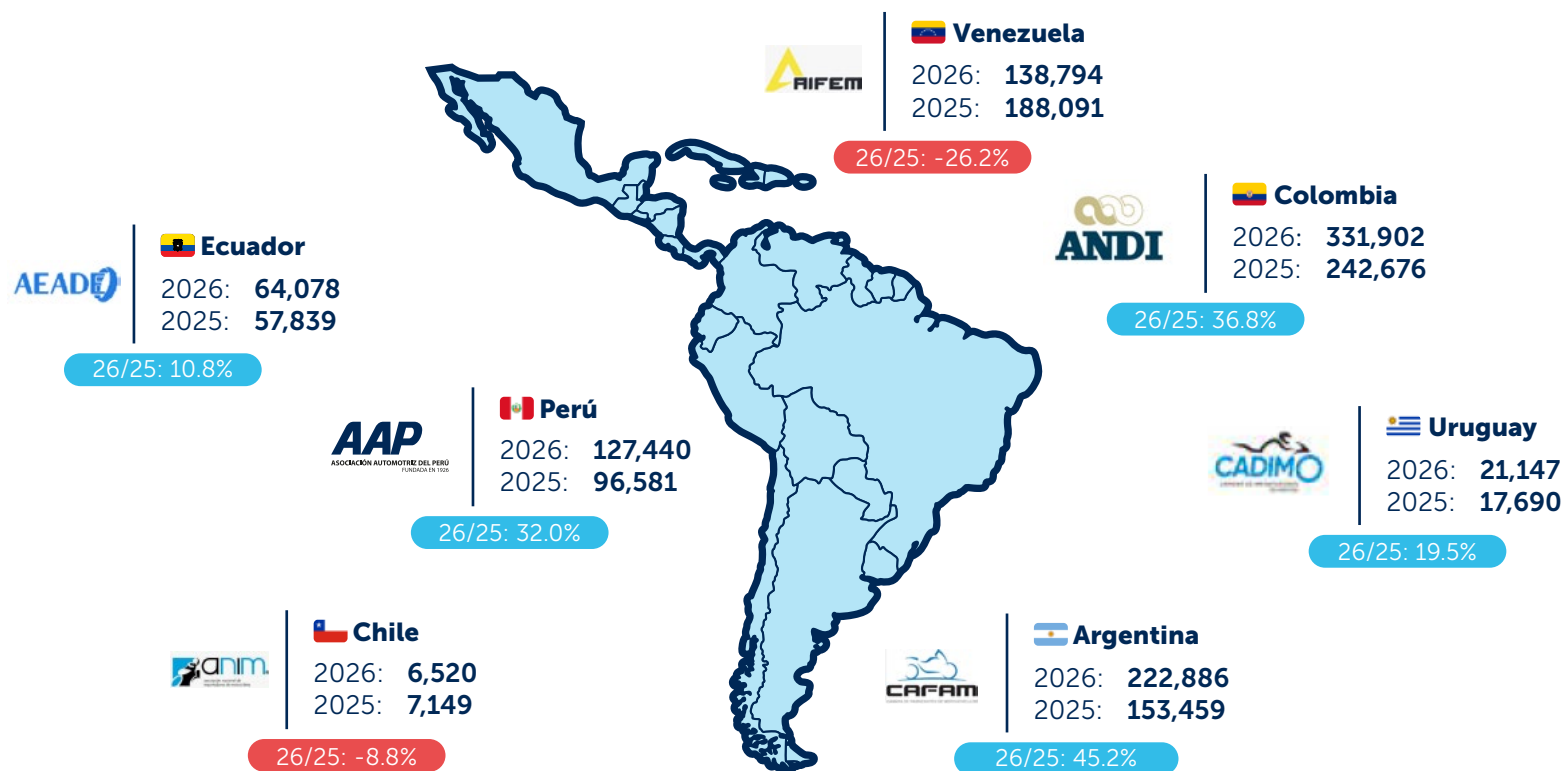 Venezuela
AIFEM
2026: 138,794
2025: 188,091
26/25: -26.2%
Colombia
ANDI
2026: 331,902
2025: 242,676
26/25: 36.8%
Ecuador
AEADE
2026: 64,078
2025: 57,839
26/25: 10.8%
Perú
AAP
ASOCIACIÓN AUTOMOTRIZ DEL PERÚ
FUNDADA EN 1926
2026: 127,440
2025: 96,581
26/25: 32.0%
Uruguay
CADIMO
2026: 21,147
2025: 17,690
26/25: 19.5%
Chile
anim
2026: 6,520
2025: 7,149
26/25: -8.8%
Argentina
CAFAM
2026: 222,886
2025: 153,459
26/25: 45.2%